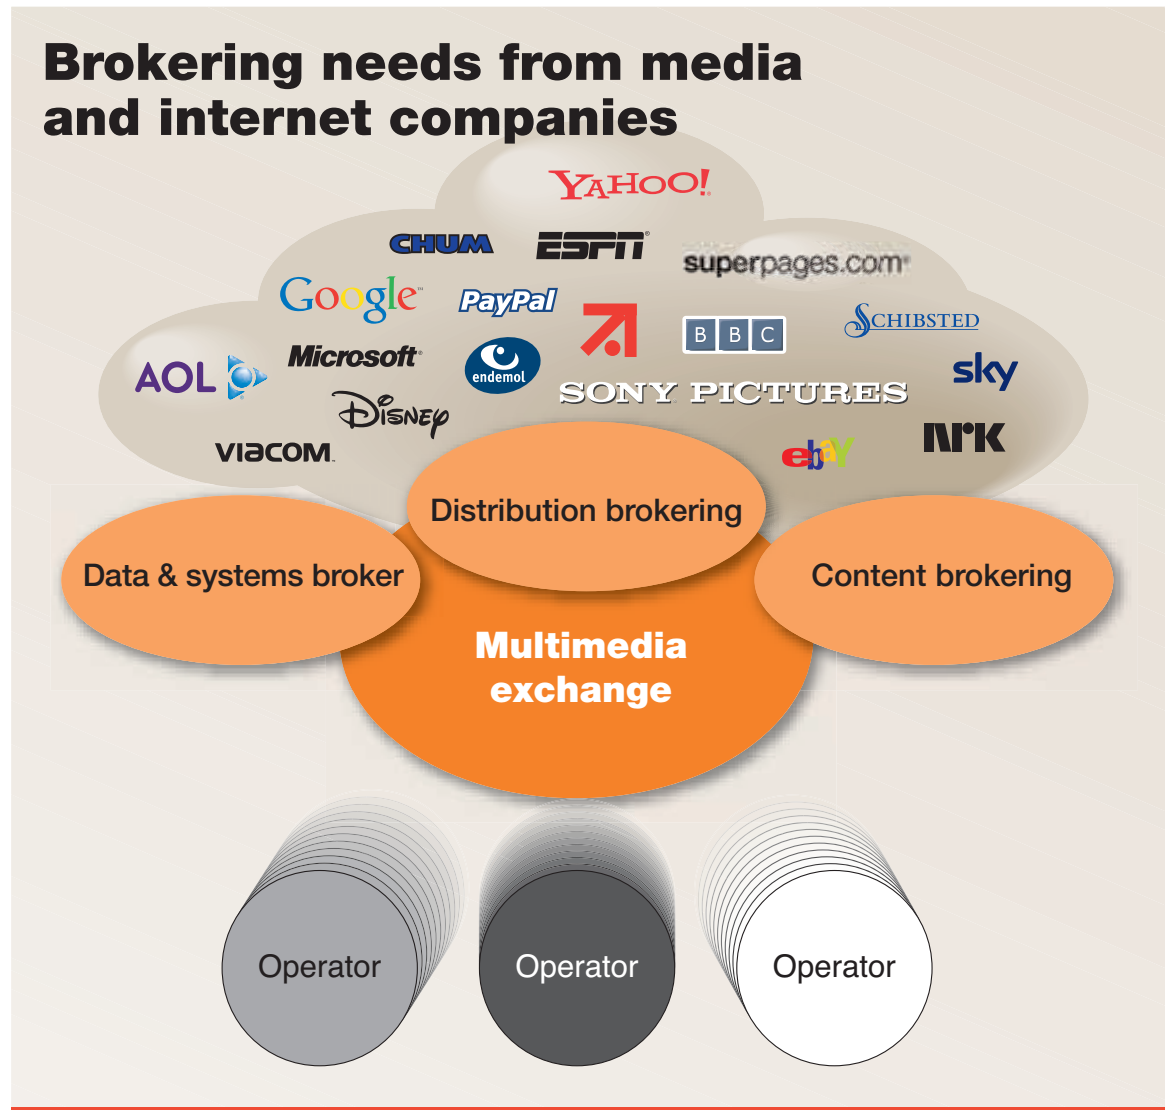 Brokering needs from media
and internet companies
YAHOO!
CHUM
ESPN
superpages.com
Google
PayPal
BBC
SCHIBSTED
AOL
Microsoft
endemol
SONY PICTURES
sky
DISNEY
VIACOM
ebay
NRK
Distribution brokering
Data & systems broker
Content brokering
Multimedia
exchange
Operator
Operator
Operator